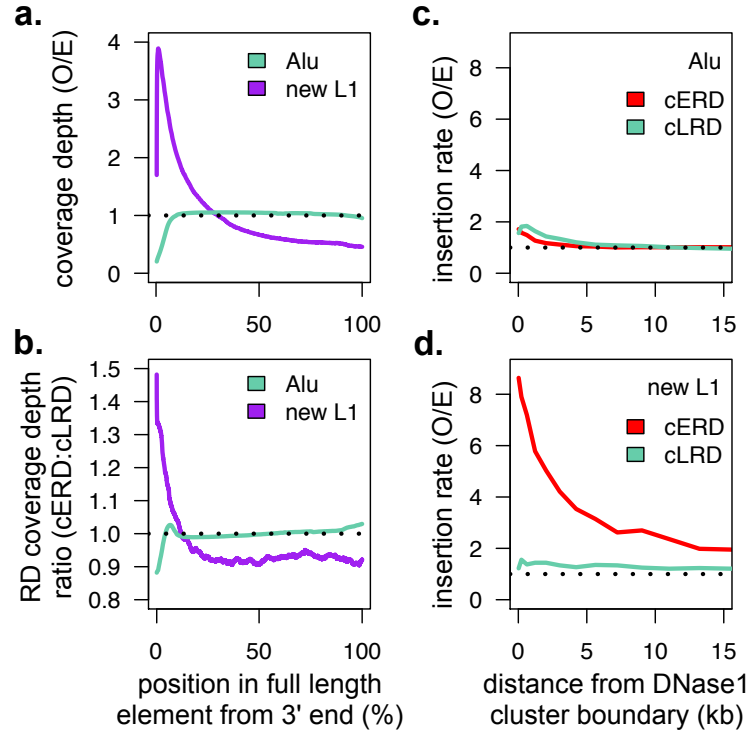 a.
coverage depth (O/E)
4
3
2
1
0
Alu
new L1
0
50
100
b.
RD coverage depth
ratio (cERD:cLRD)
1.5
1.4
1.3
1.2
1.1
1.0
0.9
0.8
Alu
new L1
0
50
100
position in full length
element from 3' end (%)
c.
insertion rate (O/E)
8
6
4
2
0
Alu
cERD
cLRD
0
5
10
15
d.
insertion rate (O/E)
8
6
4
2
0
new L1
cERD
cLRD
0
5
10
15
distance from DNase1
cluster boundary (kb)